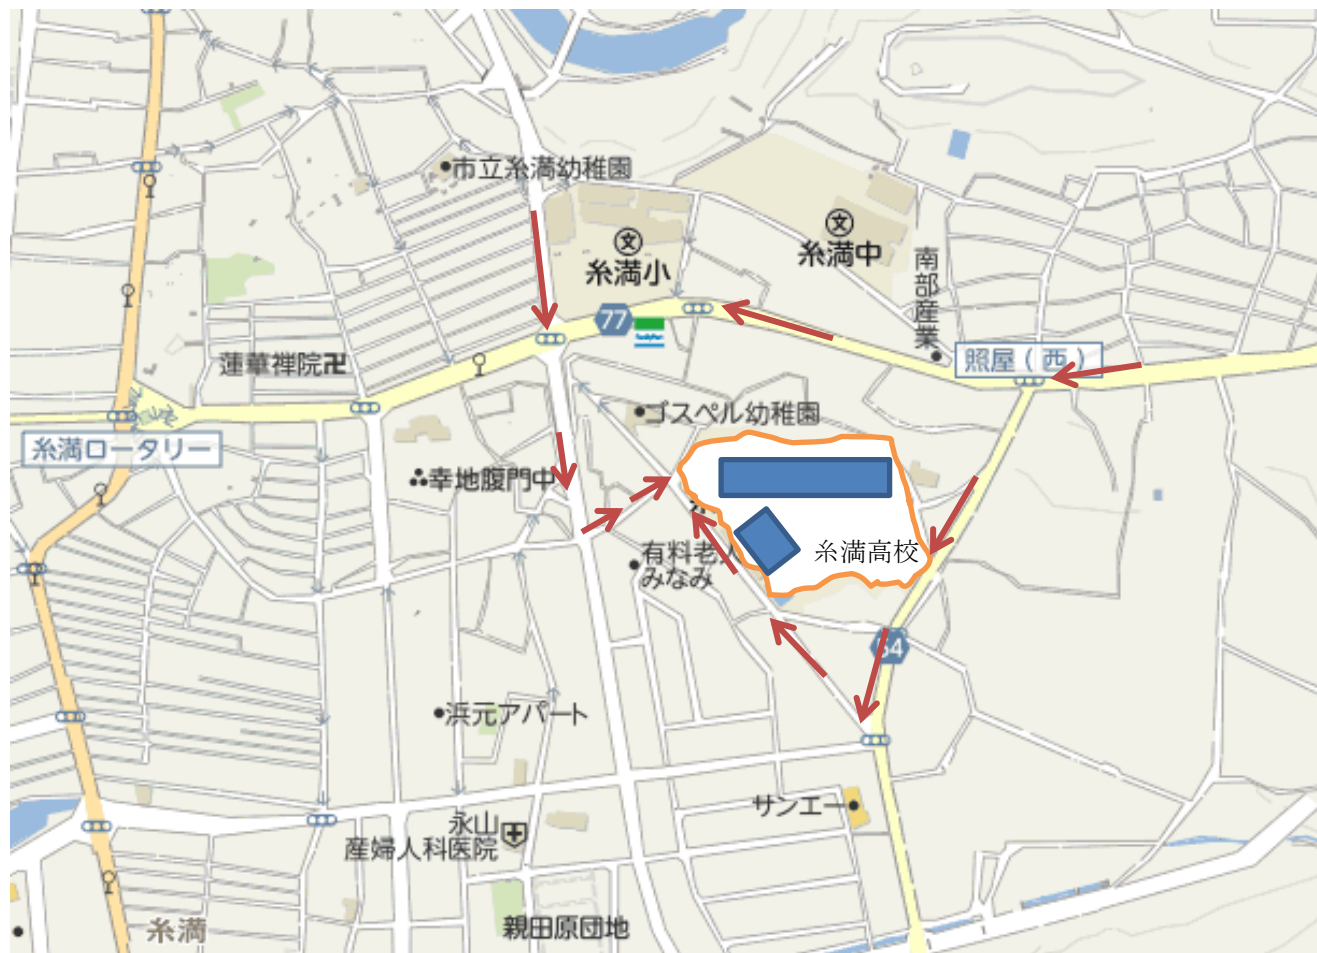 市立糸満幼稚園
文
糸満小
文
糸満中
南部産業
77
FamilyMart
蓮華禅院卍
照屋（西）
ゴスペル幼稚園
糸満ロータリー
幸地腹門中
有料老人
みなみ
糸満高校
54
浜元アパート
サンエー
永山
産婦人科医院
親田原団地
糸満